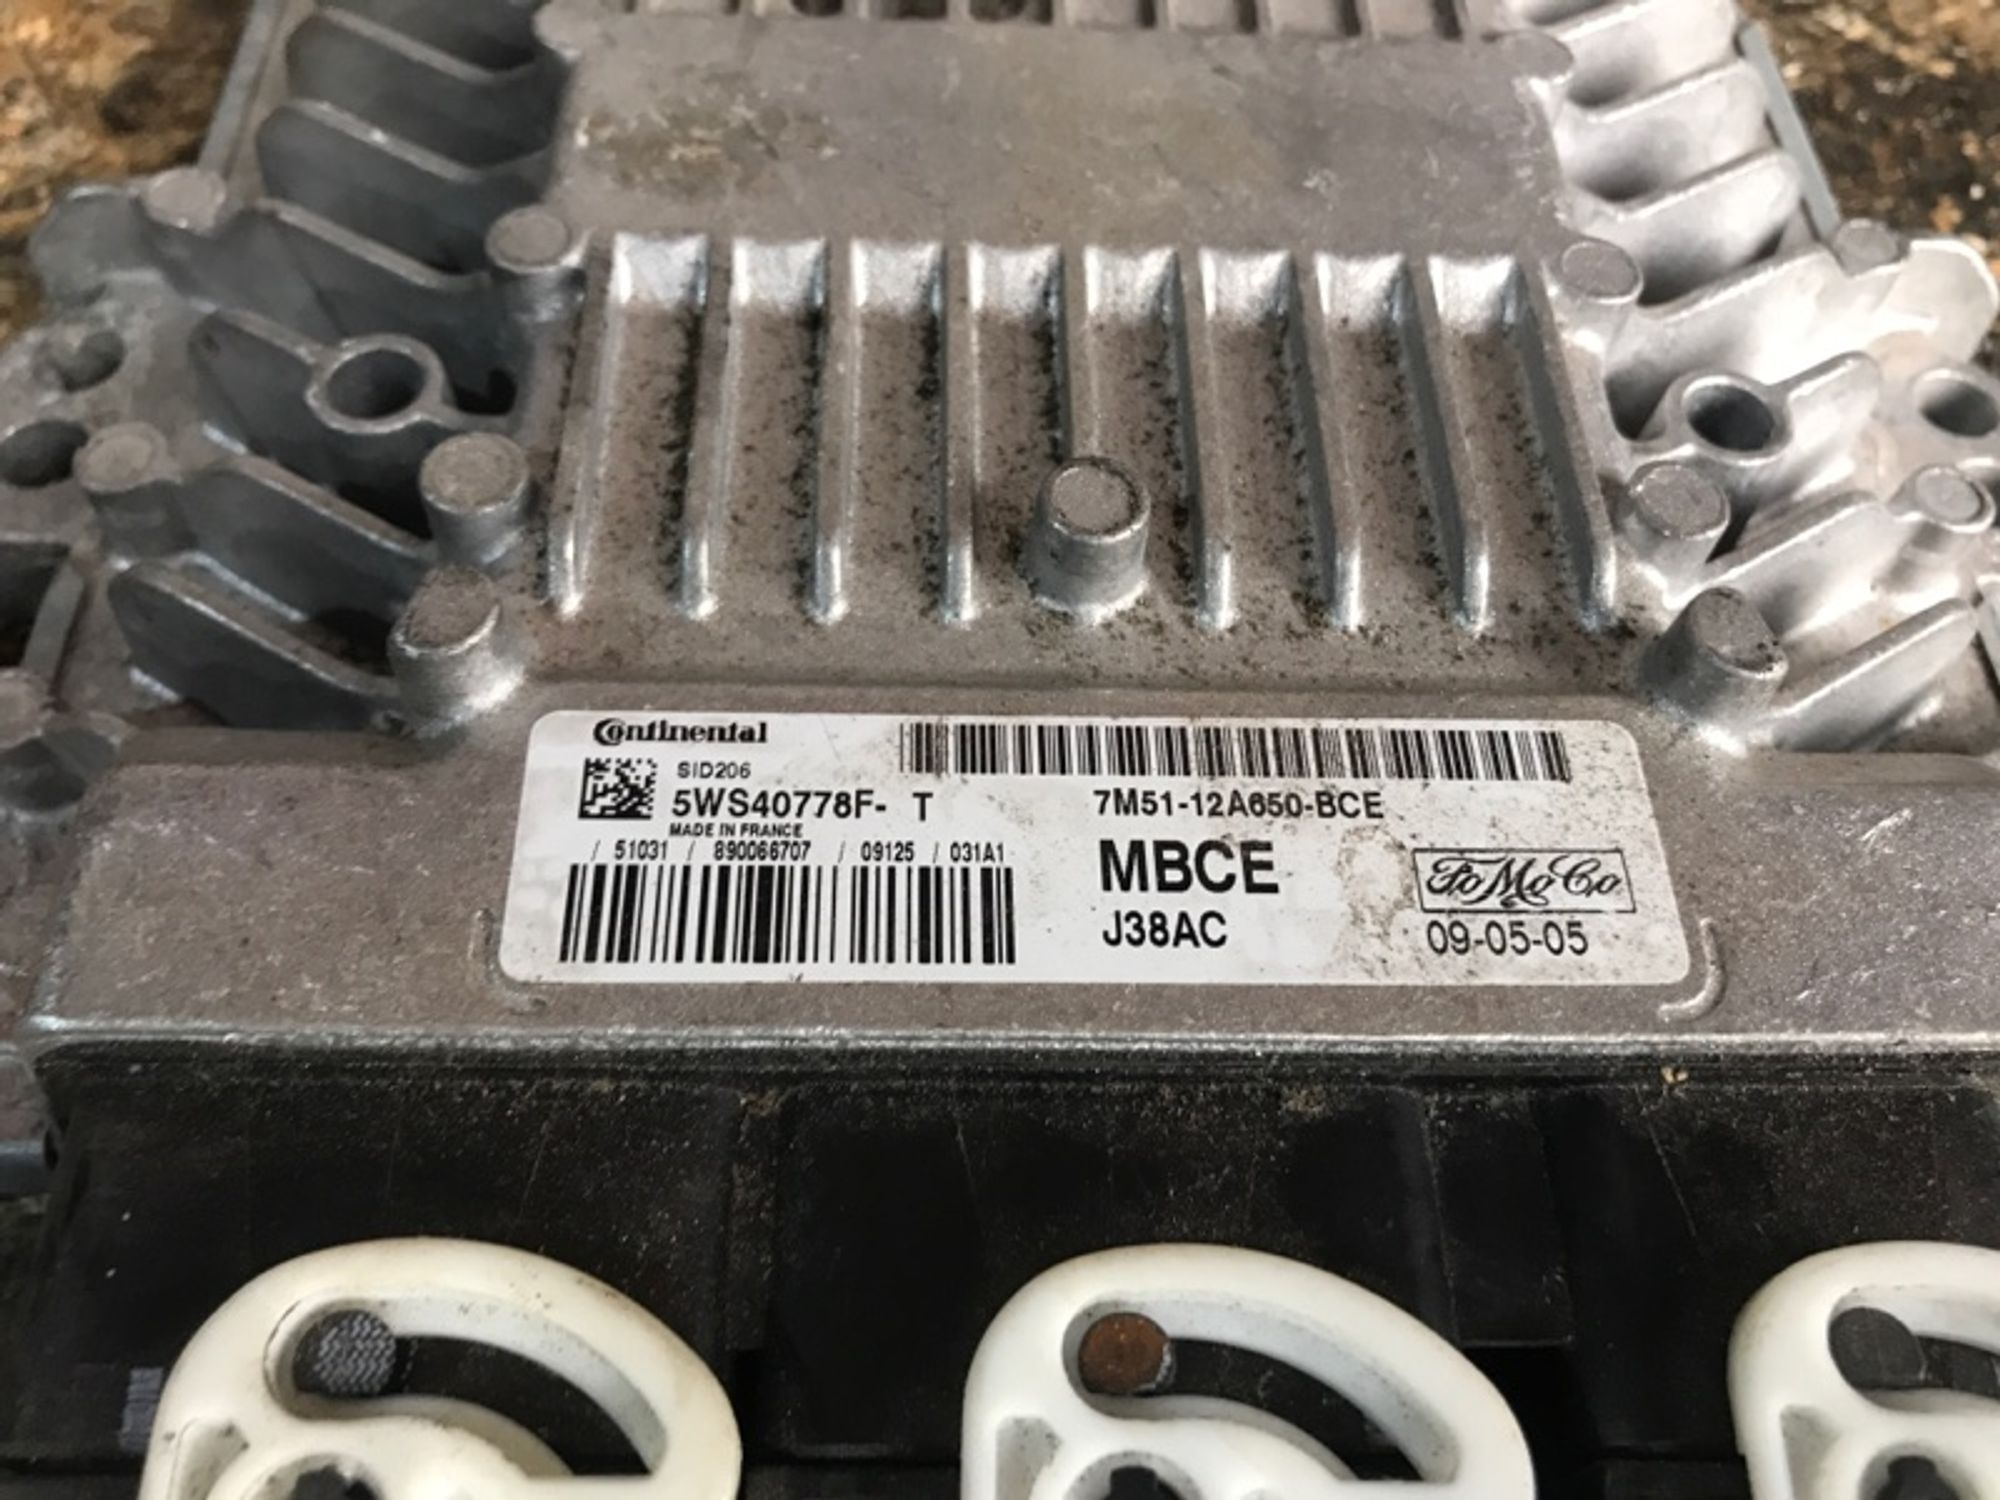 Continental
SID206
5WS40778F- T
MADE IN FRANCE
/ 51031 / 890066707 / 09125 / 031A1
7M51-12A650-BCE
MBCE
J38AC
FoMoCo
09-05-05